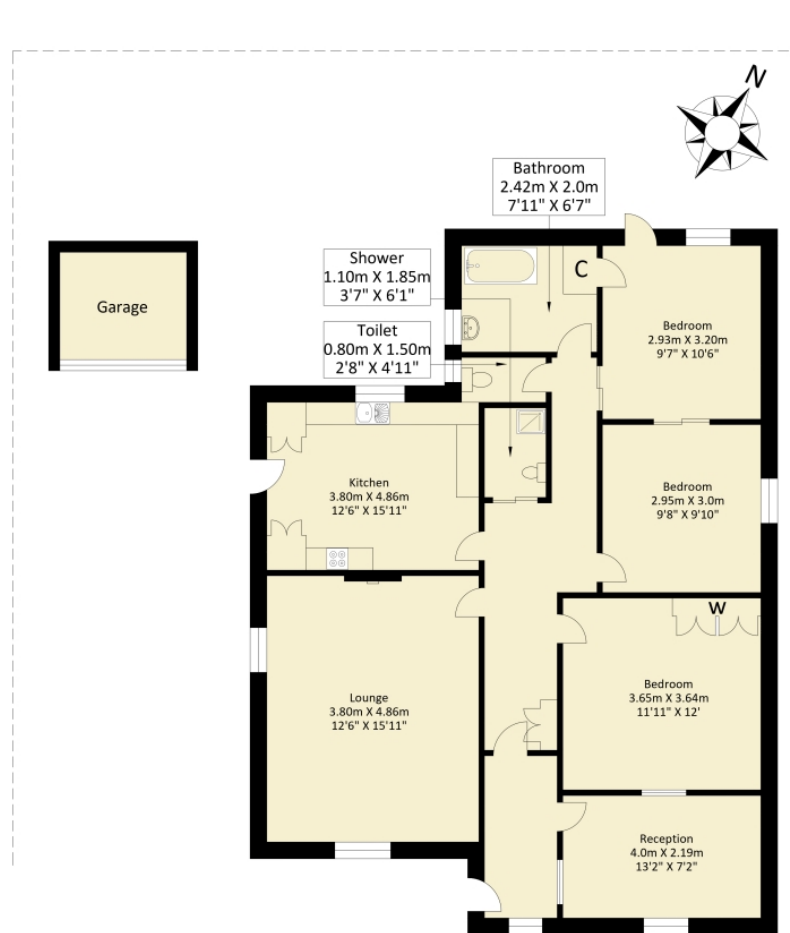 N
Bathroom
2.42m X 2.0m
7'11" X 6'7"
Shower
1.10m X 1.85m
3'7" X 6'1"
Toilet
0.80m X 1.50m
2'8" X 4'11"
C
Garage
Bedroom
2.93m X 3.20m
9'7" X 10'6"
Kitchen
3.80m X 4.86m
12'6" X 15'11"
Bedroom
2.95m X 3.0m
9'8" X 9'10"
W
Lounge
3.80m X 4.86m
12'6" X 15'11"
Bedroom
3.65m X 3.64m
11'11" X 12'
Reception
4.0m X 2.19m
13'2" X 7'2"